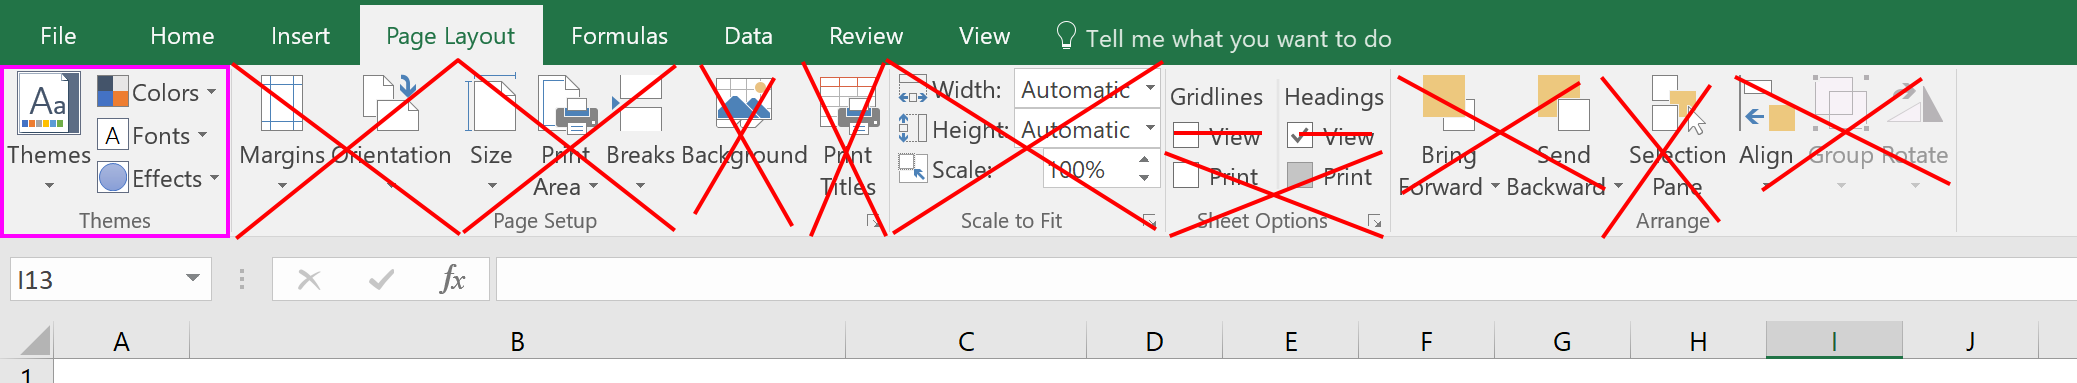 File Home Insert Page Layout Formulas Data Review View Tell me what you want to do
Aa
Themes
Colors
A Fonts
Effects
Themes
Margins Orientation Size Print Area Breaks Background Print Titles
Page Setup
Width: Automatic
Height: Automatic
Scale: 100%
Scale to Fit
Gridlines Headings
View View
Print Print
Sheet Options
Bring Forward Send Backward Selection Pane Align Group Rotate
Arrange
I13 fx
A B C D E F G H I J
1